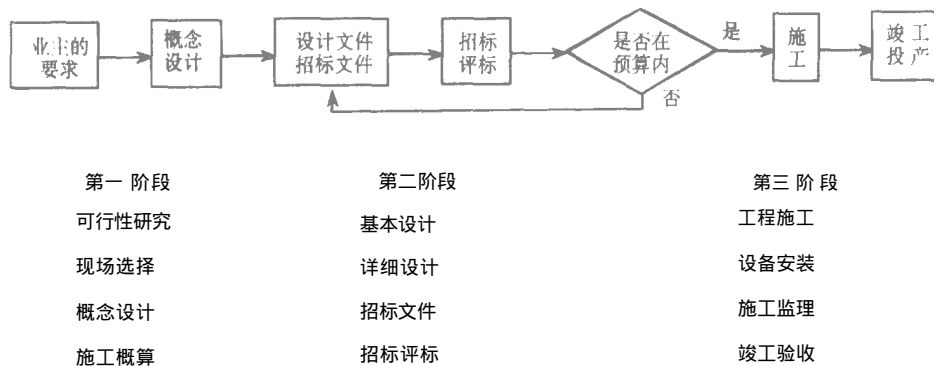 业主的
要求
概念
设计
设计文件
招标文件
招标
评标
是否在
预算内
是
否
施
工
竣工
投产
第一 阶段
第二阶段
第三 阶 段
可行性研究
基本设计
工程施工
现场选择
详细设计
设备安装
概念设计
招标文件
施工监理
施工概算
招标评标
竣工验收